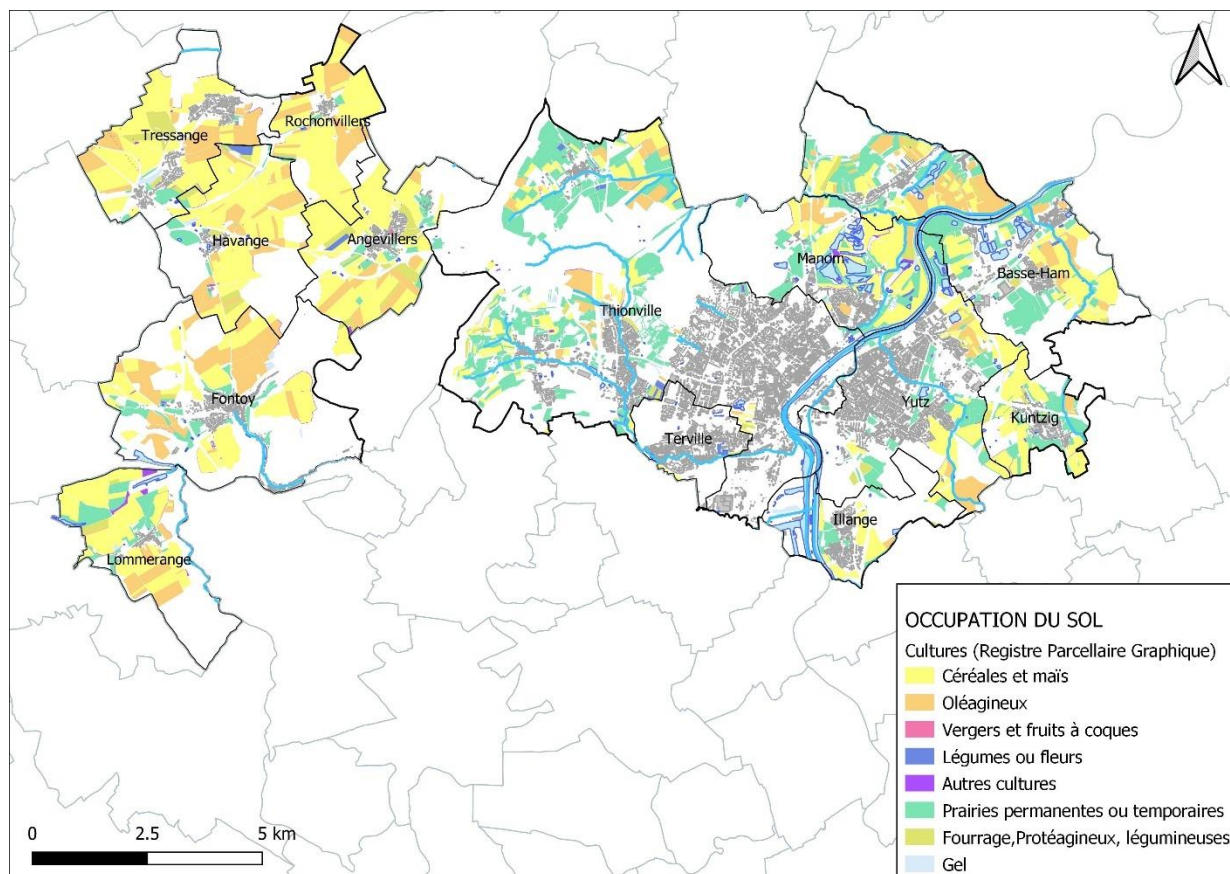 Tressange
Rochonvillers
Havange
Angevillers
Manom
Basse-Ham
Thionville
Fontoy
Yutz
Kuntzig
Terville
Illange
Lommerange
OCCUPATION DU SOL
Cultures (Registre Parcellaire Graphique)
Céréales et maïs
Oléagineux
Vergers et fruits à coques
Légumes ou fleurs
Autres cultures
Prairies permanentes ou temporaires
Fourrage,Protéagineux, légumineuses
Gel
0 2.5 5 km